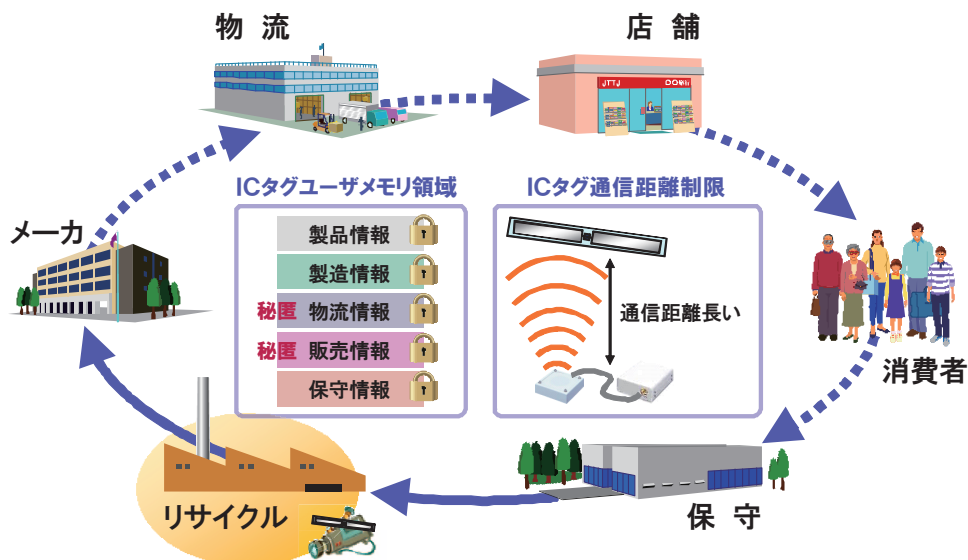 物流
店舗
メーカ
ICタグユーザメモリ領域
製品情報
製造情報
秘匿 物流情報
秘匿 販売情報
保守情報
ICタグ通信距離制限
通信距離長い
消費者
リサイクル
保守